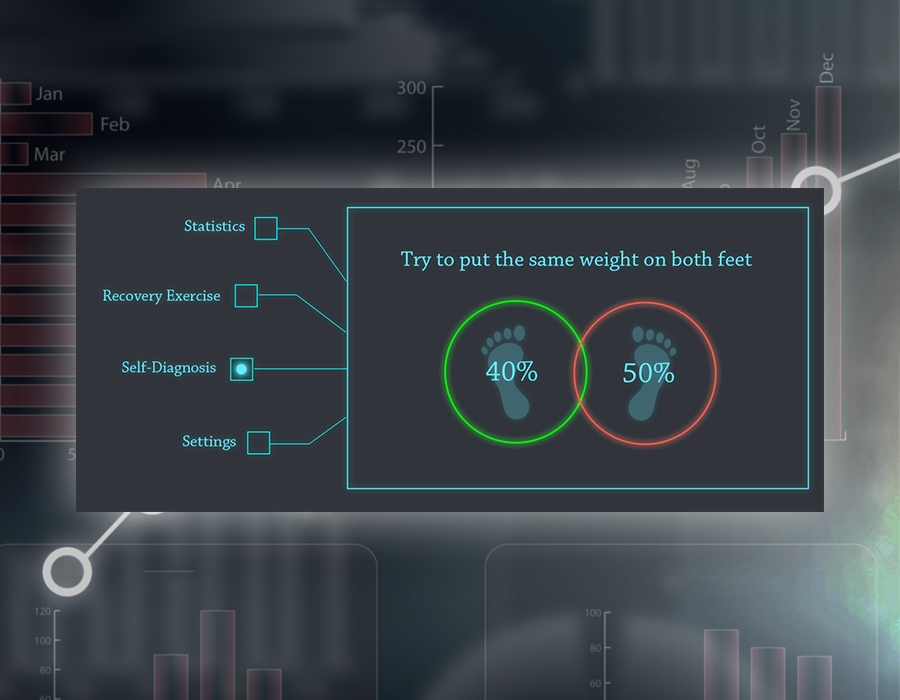 Jan
Feb
Mar
Apr
300
250
Aug
Oct
Nov
Dec
Statistics
Recovery Exercise
Self-Diagnosis
Settings
Try to put the same weight on both feet
40% 50%
0
5
120
100
80
60
100
80
60